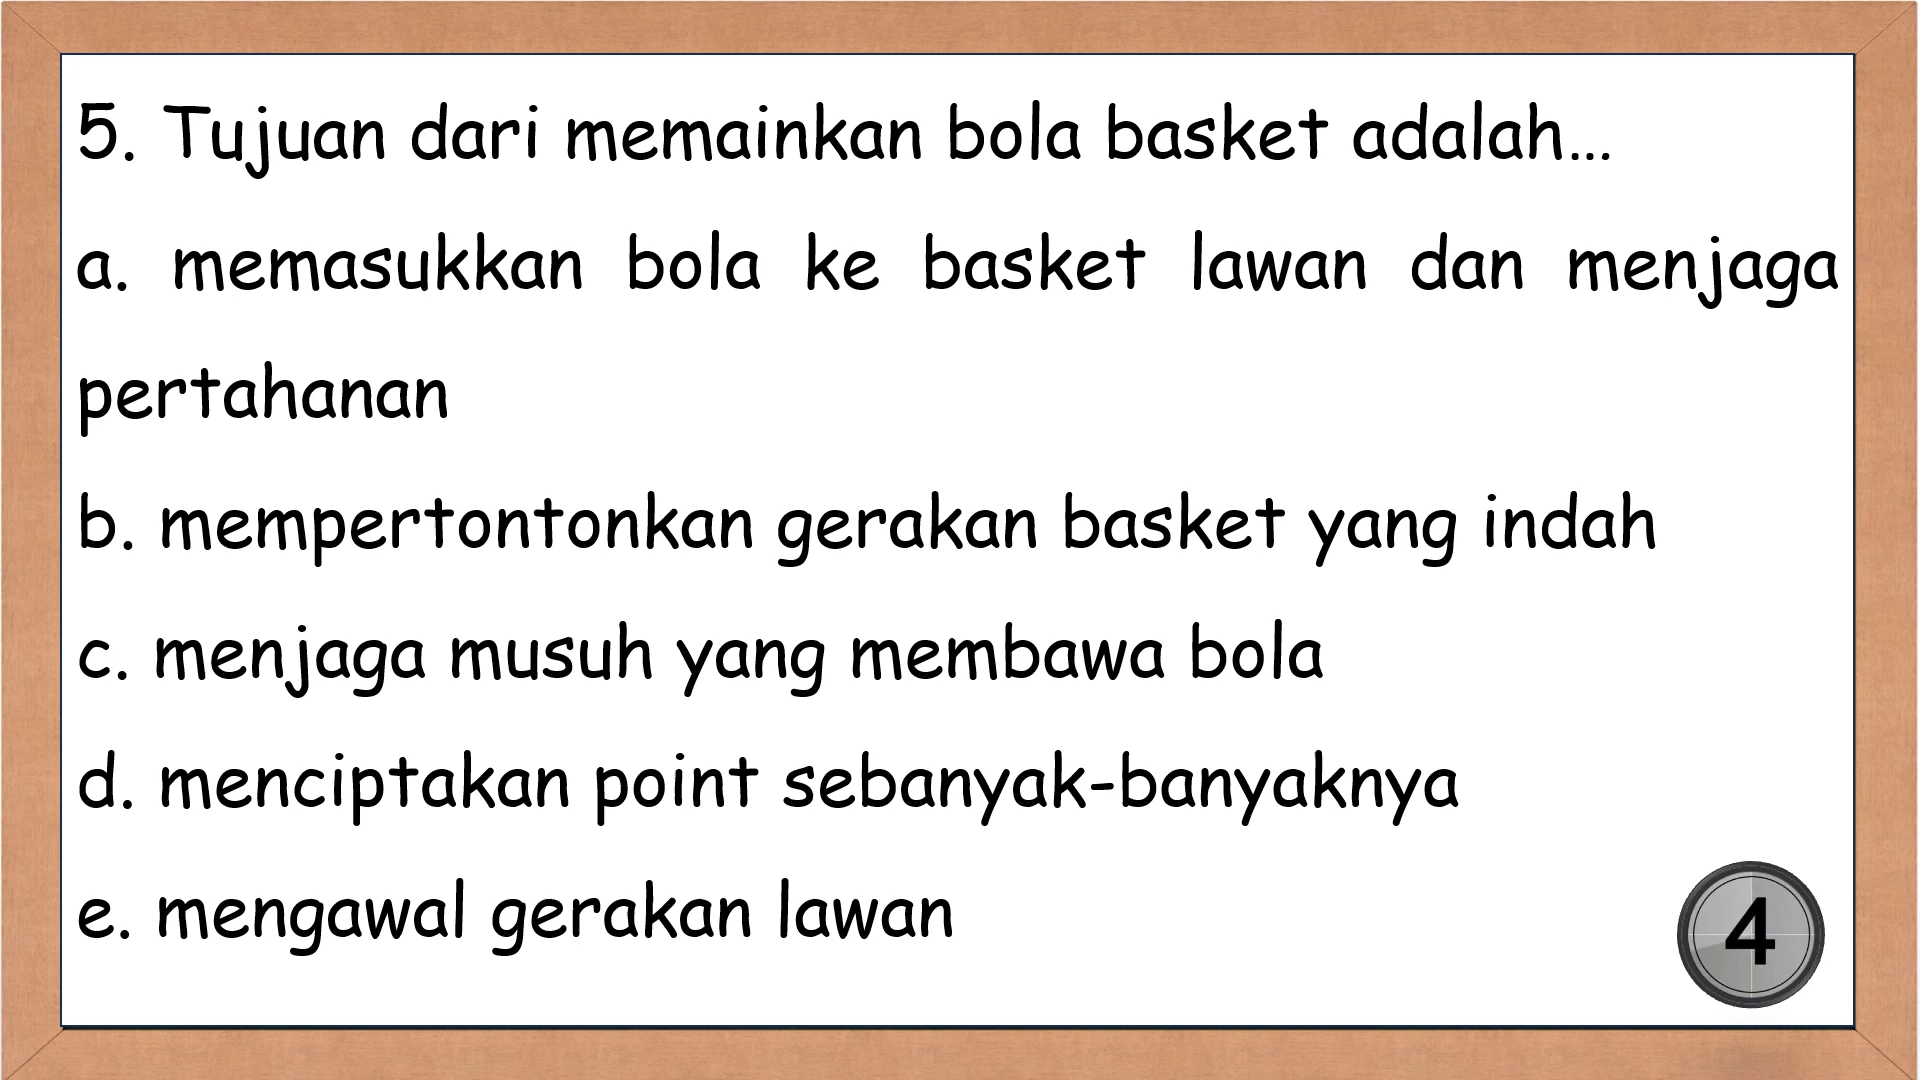 5. Tujuan dari memainkan bola basket adalah...
a. memasukkan bola ke basket lawan dan menjaga
pertahanan
b. mempertontonkan gerakan basket yang indah
c. menjaga musuh yang membawa bola
d. menciptakan point sebanyak-banyaknya
e. mengawal gerakan lawan
4